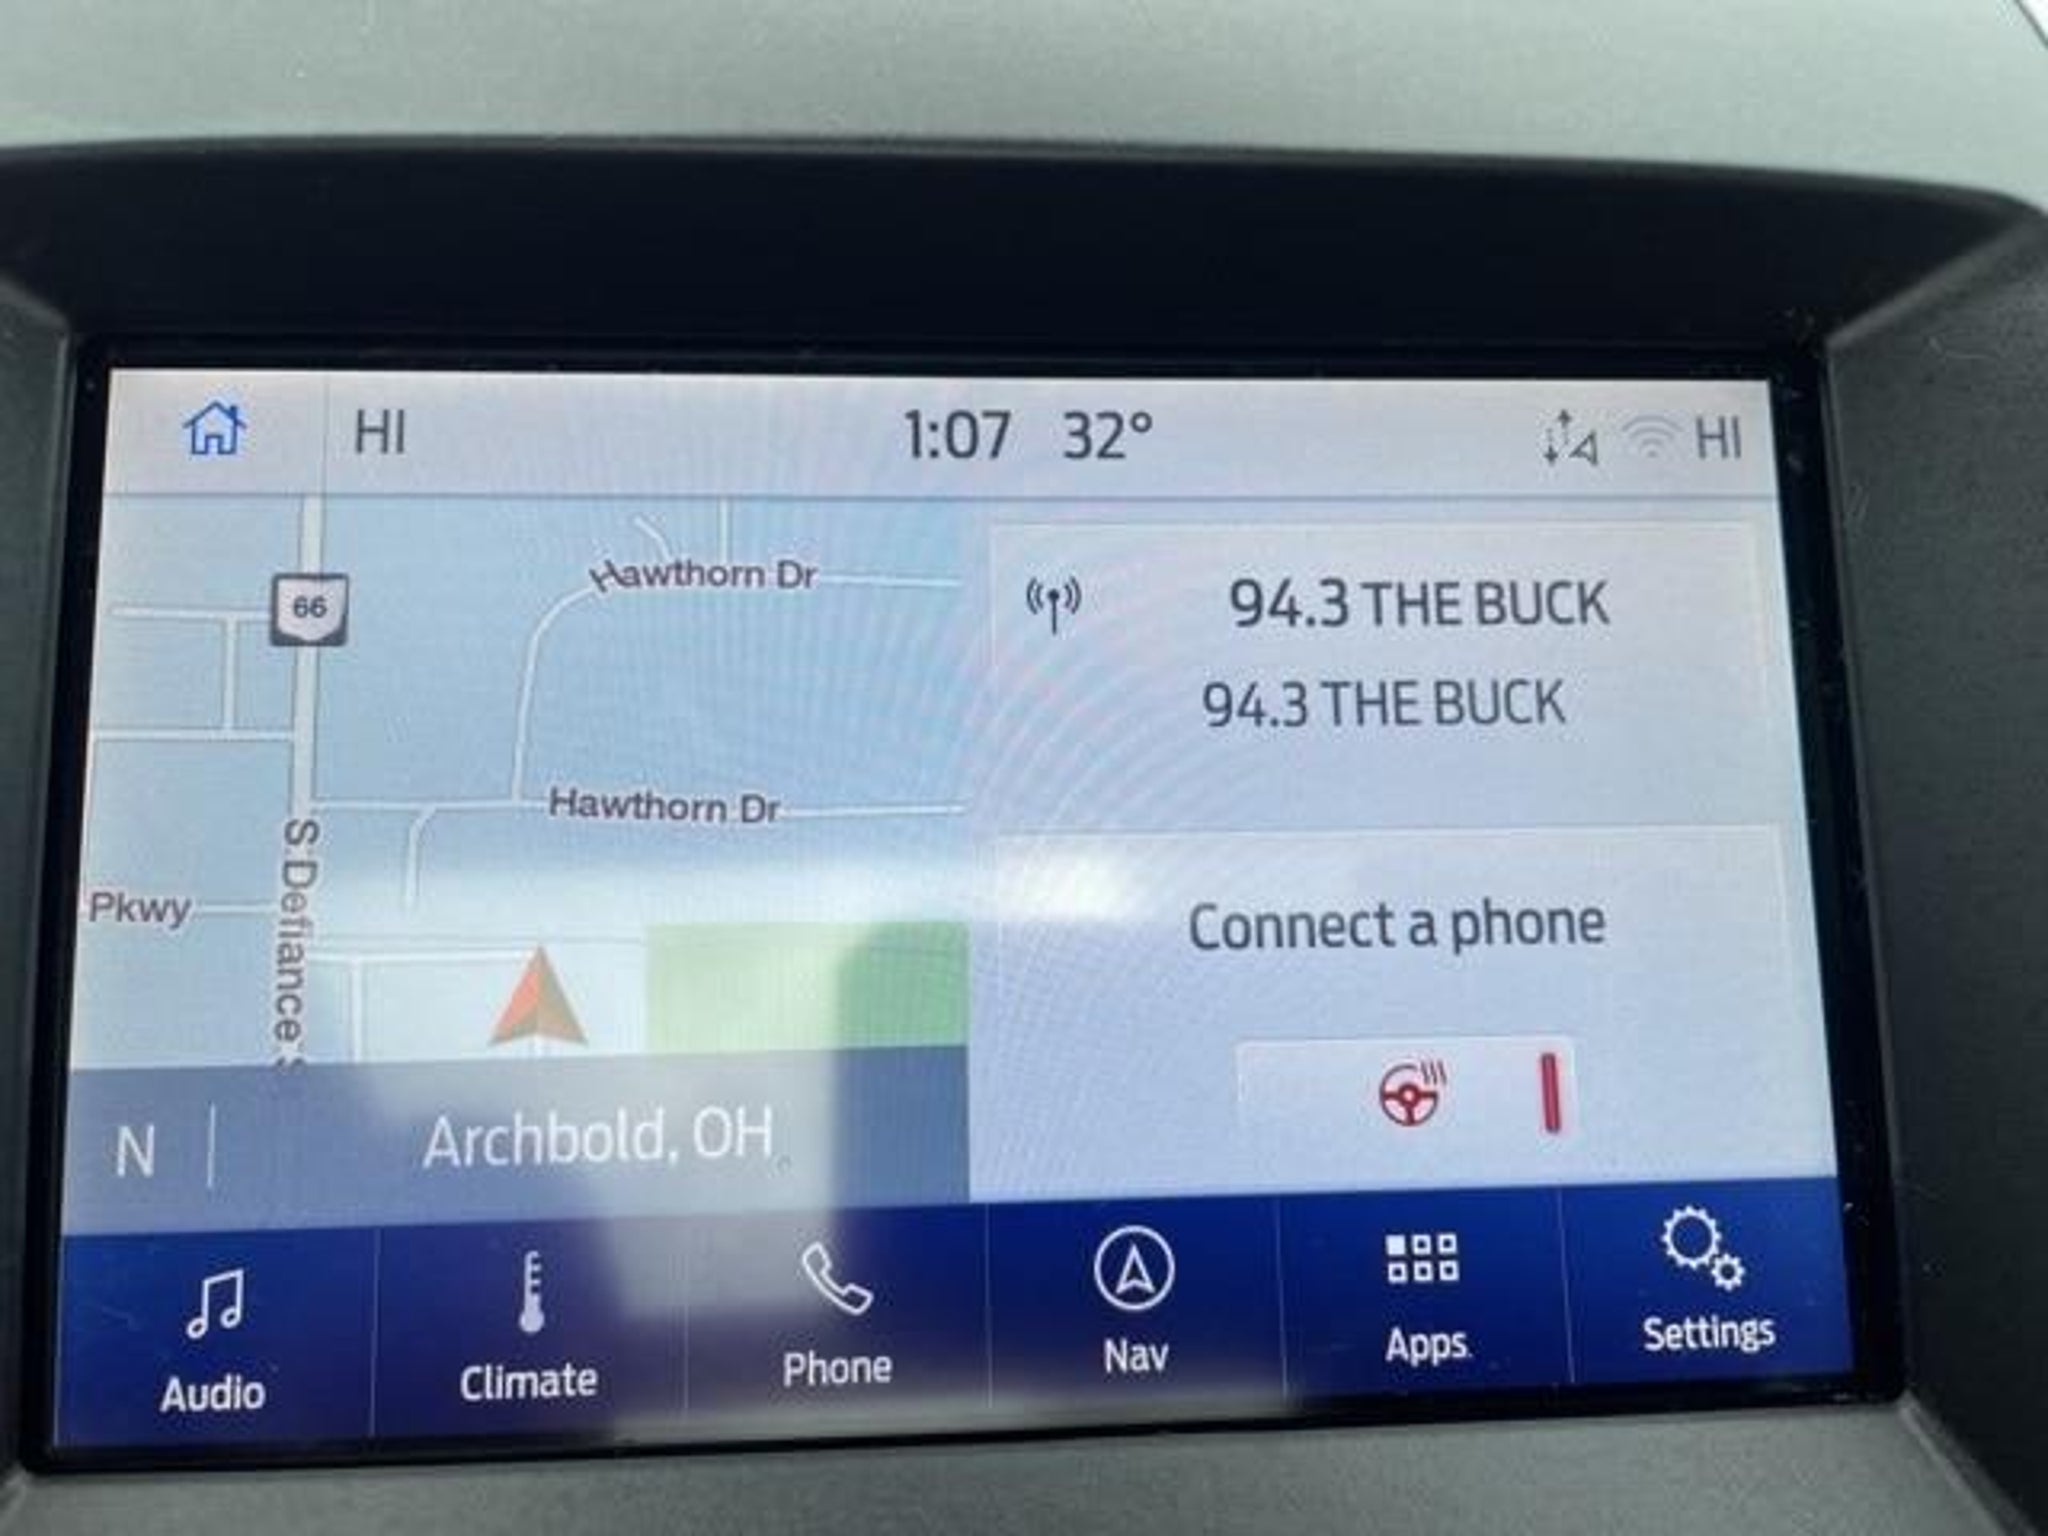 HI 1:07 32° HI
66
Hawthorn Dr
Hawthorn Dr
S Defiance S
Pkwy
N
Archbold, OH
94.3 THE BUCK
94.3 THE BUCK
Connect a phone
Audio Climate Phone Nav Apps Settings